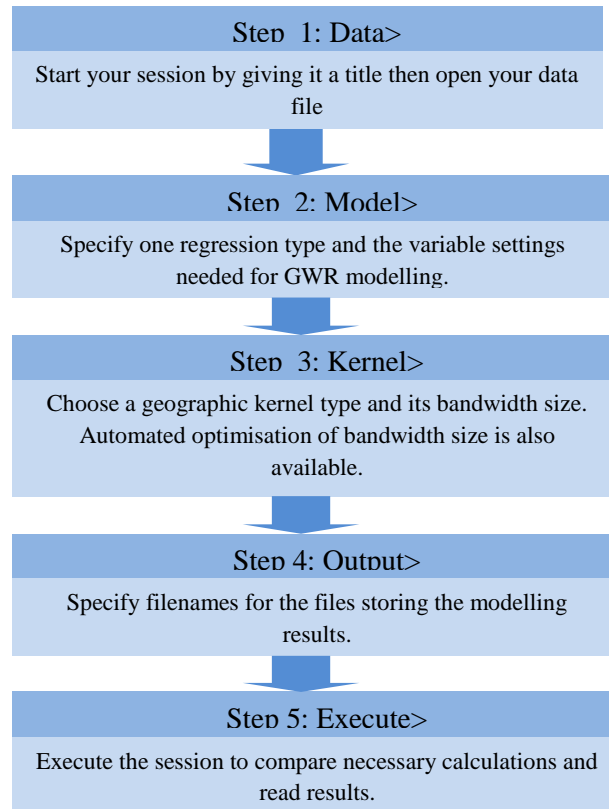 Step 1: Data>
Start your session by giving it a title then open your data
file
Step 2: Model>
Specify one regression type and the variable settings
needed for GWR modelling.
Step 3: Kernel>
Choose a geographic kernel type and its bandwidth size.
Automated optimisation of bandwidth size is also
available.
Step 4: Output>
Specify filenames for the files storing the modelling
results.
Step 5: Execute>
Execute the session to compare necessary calculations and
read results.